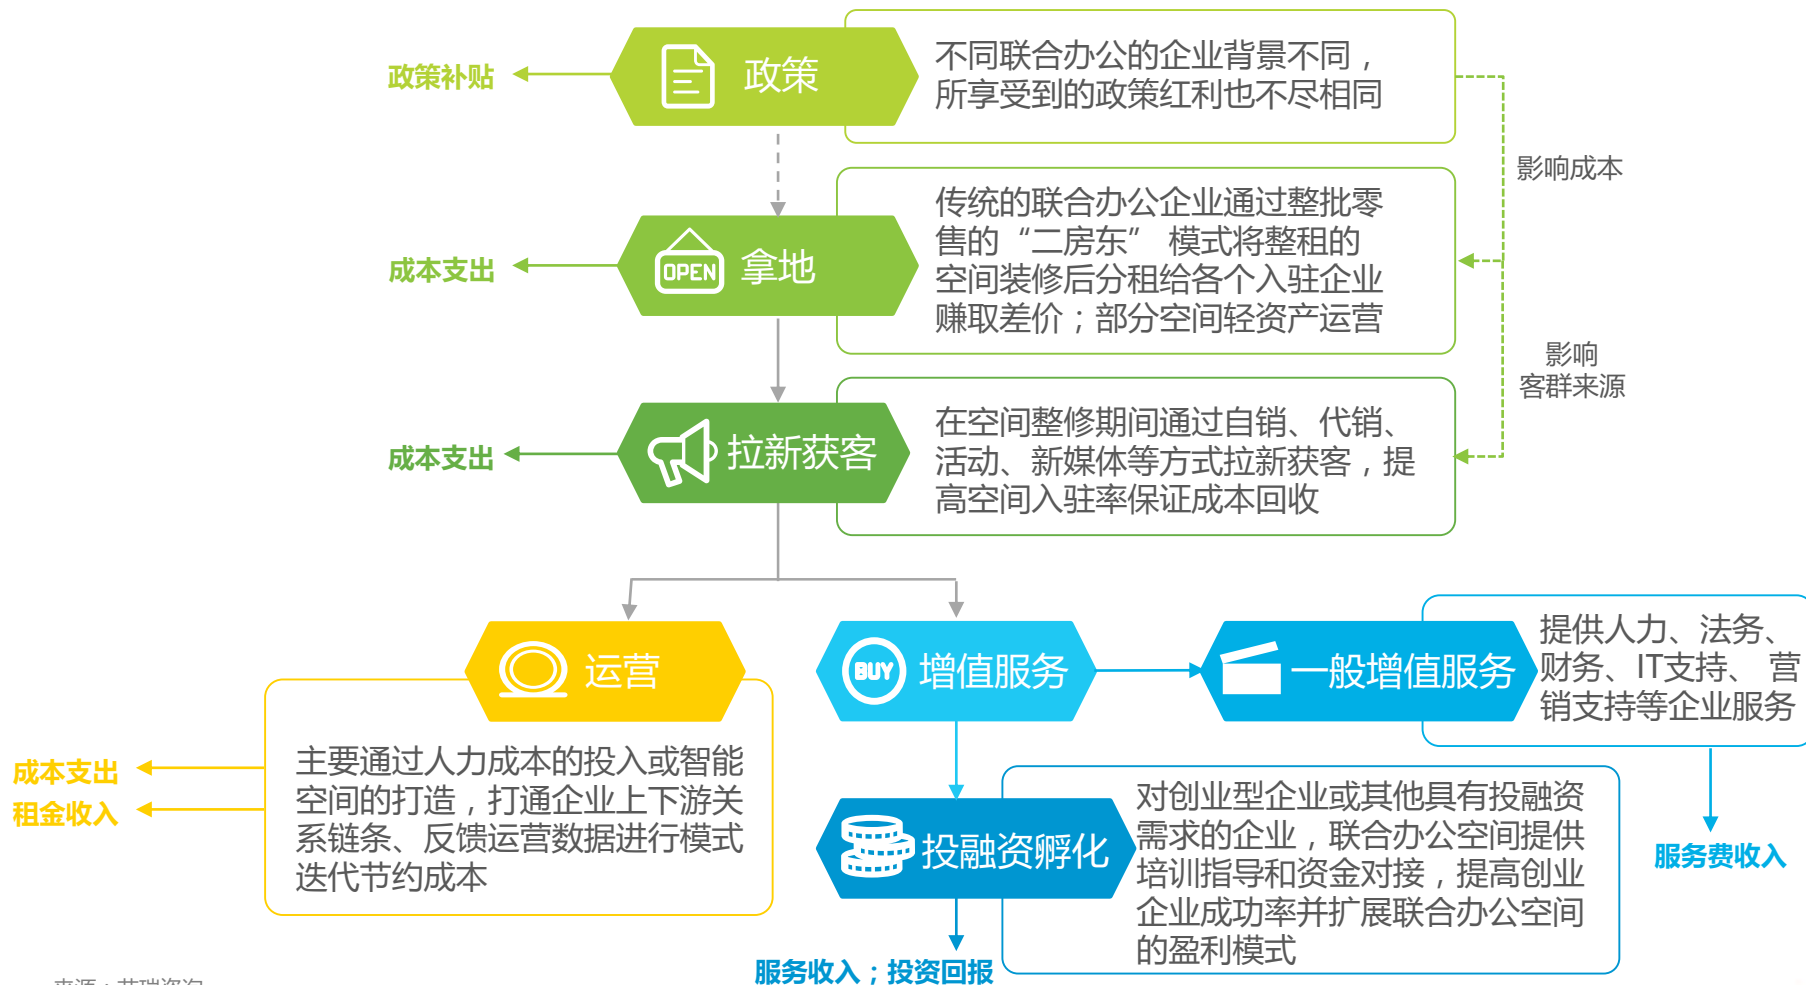 政策补贴
政策
不同联合办公的企业背景不同，
所享受到的政策红利也不尽相同
影响成本
成本支出
OPEN
拿地
传统的联合办公企业通过整批零
售的“二房东” 模式将整租的
空间装修后分租给各个入驻企业
赚取差价；部分空间轻资产运营
影响
客群来源
成本支出
拉新获客
在空间整修期间通过自销、代销、
活动、新媒体等方式拉新获客，提
高空间入驻率保证成本回收
运营
主要通过人力成本的投入或智能
空间的打造，打通企业上下游关
系链条、反馈运营数据进行模式
迭代节约成本
成本支出
租金收入
BUY
增值服务
一般增值服务
提供人力、法务、
财务、IT支持、 营
销支持等企业服务
服务费收入
投融资孵化
对创业型企业或其他具有投融资
需求的企业，联合办公空间提供
培训指导和资金对接，提高创业
企业成功率并扩展联合办公空间
的盈利模式
服务收入；投资回报
来源：艾瑞咨询